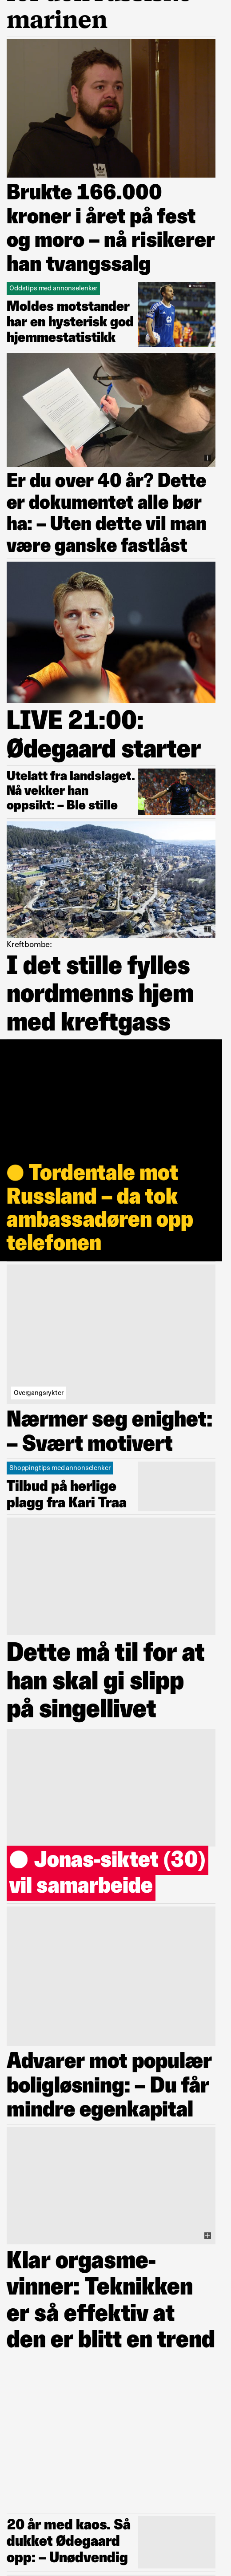 marinen
Brukte 166.000
kroner i året på fest
og moro – nå risikerer
han tvangssalg
Oddstips med annonselenker
Moldes motstander
har en hysterisk god
hjemmestatistikk
Er du over 40 år? Dette
er dokumentet alle bør
ha: – Uten dette vil man
være ganske fastlåst
LIVE 21:00:
Ødegaard starter
Utelatt fra landslaget.
Nå vekker han
oppsikt: – Ble stille
Kreftbombe:
I det stille fylles
nordmenns hjem
med kreftgass
Tordentale mot
Russland – da tok
ambassadøren opp
telefonen
Overgangsrykter
Nærmer seg enighet:
– Svært motivert
Shoppingtips med annonselenker
Tilbud på herlige
plagg fra Kari Traa
Dette må til for at
han skal gi slipp
på singellivet
Jonas-siktet (30)
vil samarbeide
Advarer mot populær
boligløsning: – Du får
mindre egenkapital
Klar orgasme-
vinner: Teknikken
er så effektiv at
den er blitt en trend
20 år med kaos. Så
dukket Ødegaard
opp: – Unødvendig